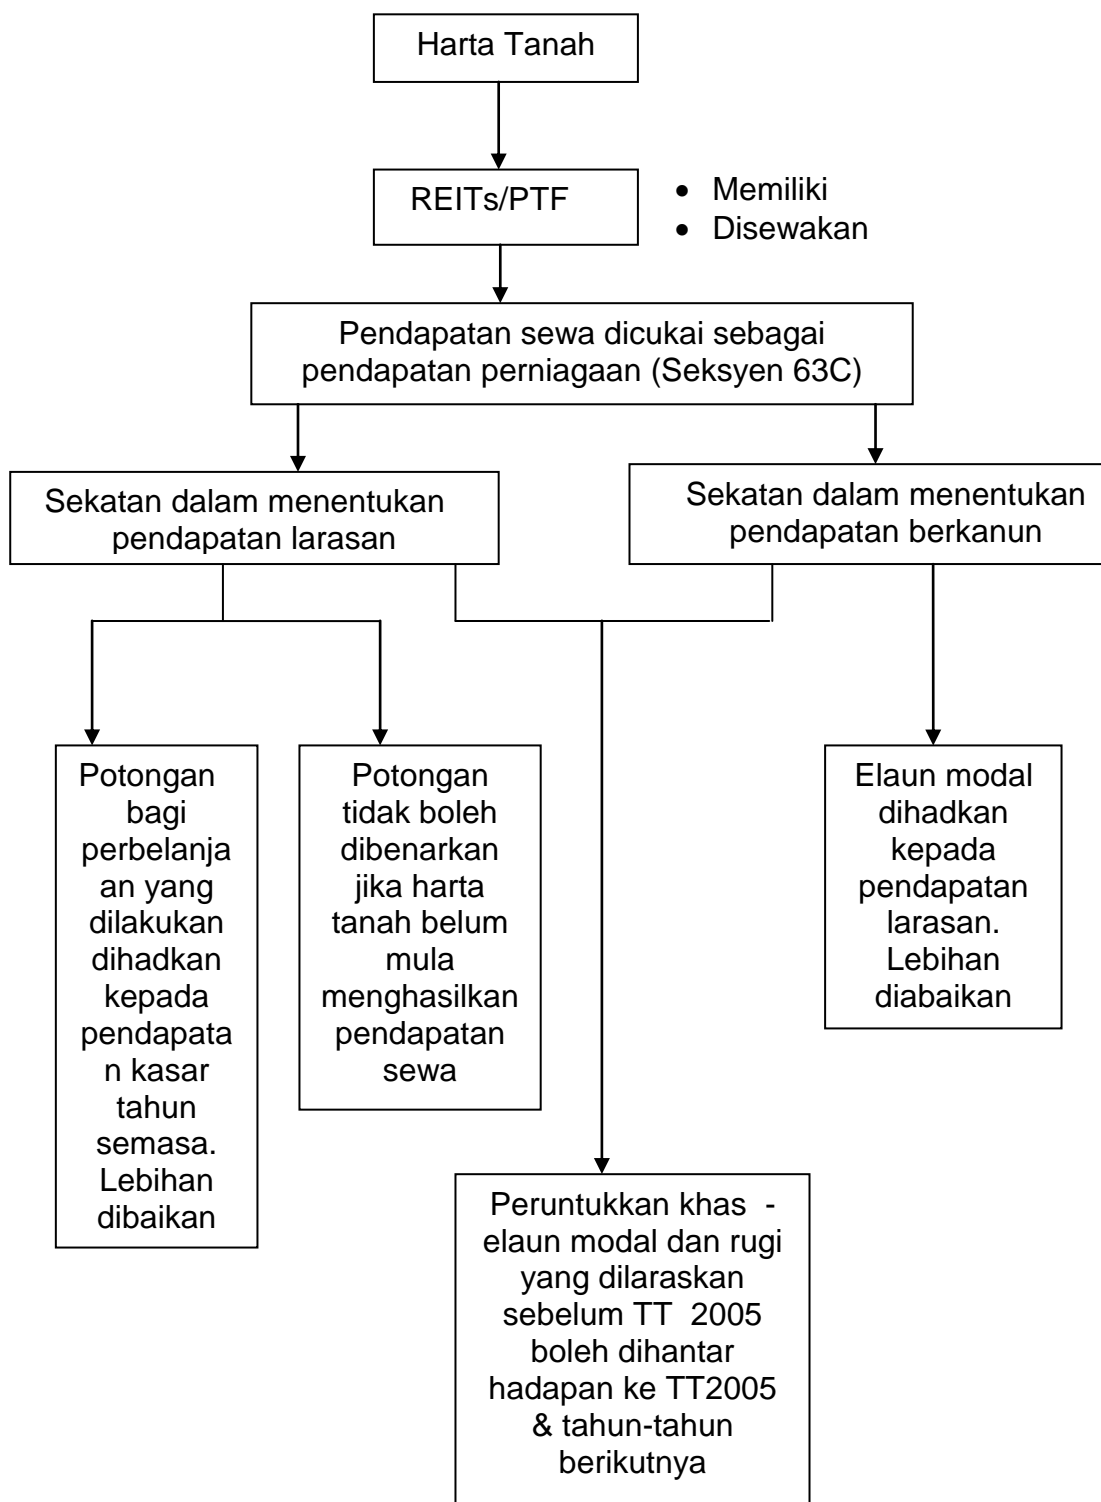 Harta Tanah
REITs/PTF
• Memiliki
• Disewakan
Pendapatan sewa dicukai sebagai
pendapatan perniagaan (Seksyen 63C)
Sekatan dalam menentukan
pendapatan larasan
Sekatan dalam menentukan
pendapatan berkanun
Potongan
bagi
perbelanja
an yang
dilakukan
dihadkan
kepada
pendapata
n kasar
tahun
semasa.
Lebihan
dibaikan
Potongan
tidak boleh
dibenarkan
jika harta
tanah belum
mula
menghasilkan
pendapatan
sewa
Elaun modal
dihadkan
kepada
pendapatan
larasan.
Lebihan
diabaikan
Peruntukkan khas -
elaun modal dan rugi
yang dilaraskan
sebelum TT 2005
boleh dihantar
hadapan ke TT2005
& tahun-tahun
berikutnya